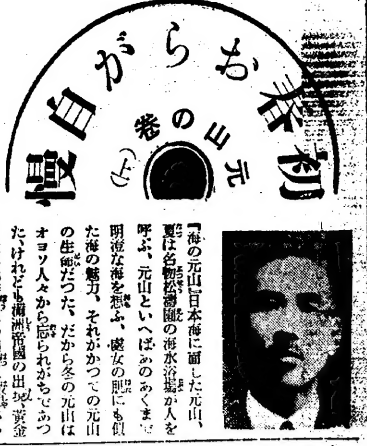 初春おらが自慢
元山の巻
(上)
『海の元山』日本海に面した元山、
夏は名物松濤園の海水浴場が人を
呼ぶ、元山といへばあのあくまで
明澄な海を想ふ、處女の肌にも似
た海の魅力、それがかつての元山
の生命だつた、だから冬の元山は
オヨソ人々から忘られがちであつ
た、けれども滿洲帝國の出現、黄金